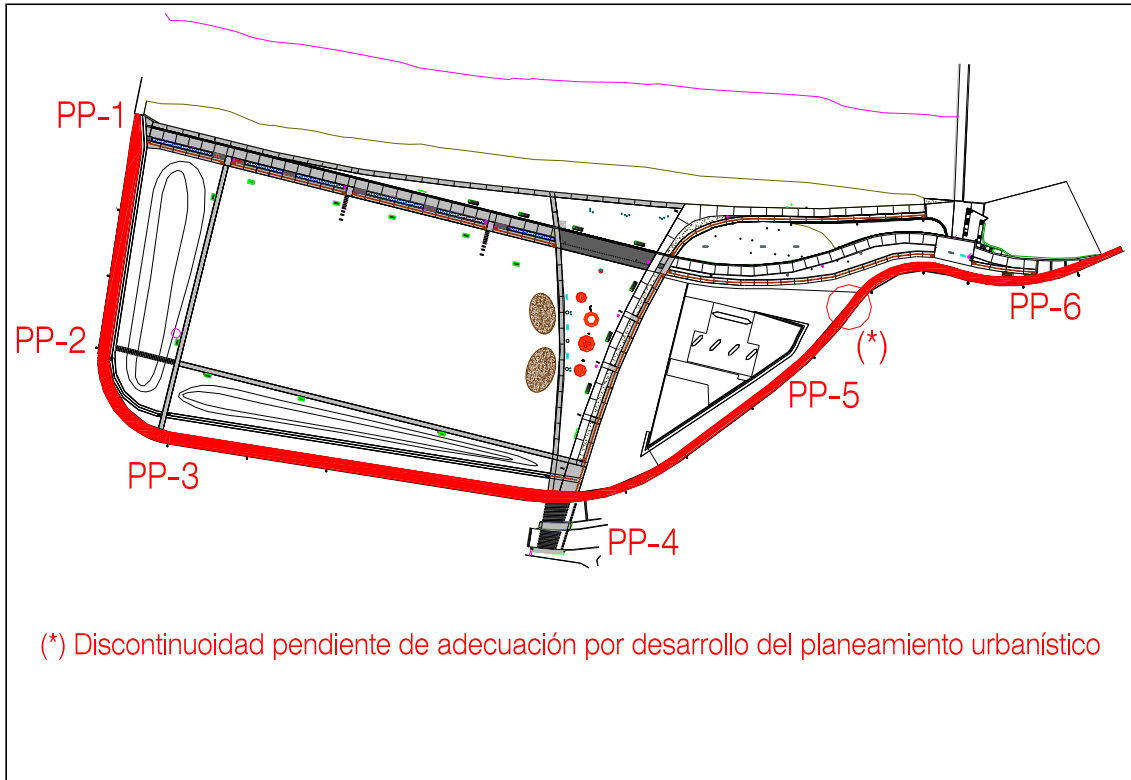 PP-1
PP-2
PP-3
PP-4
PP-5
PP-6
(*)
(*) Discontinuoidad pendiente de adecuación por desarrollo del planeamiento urbanístico